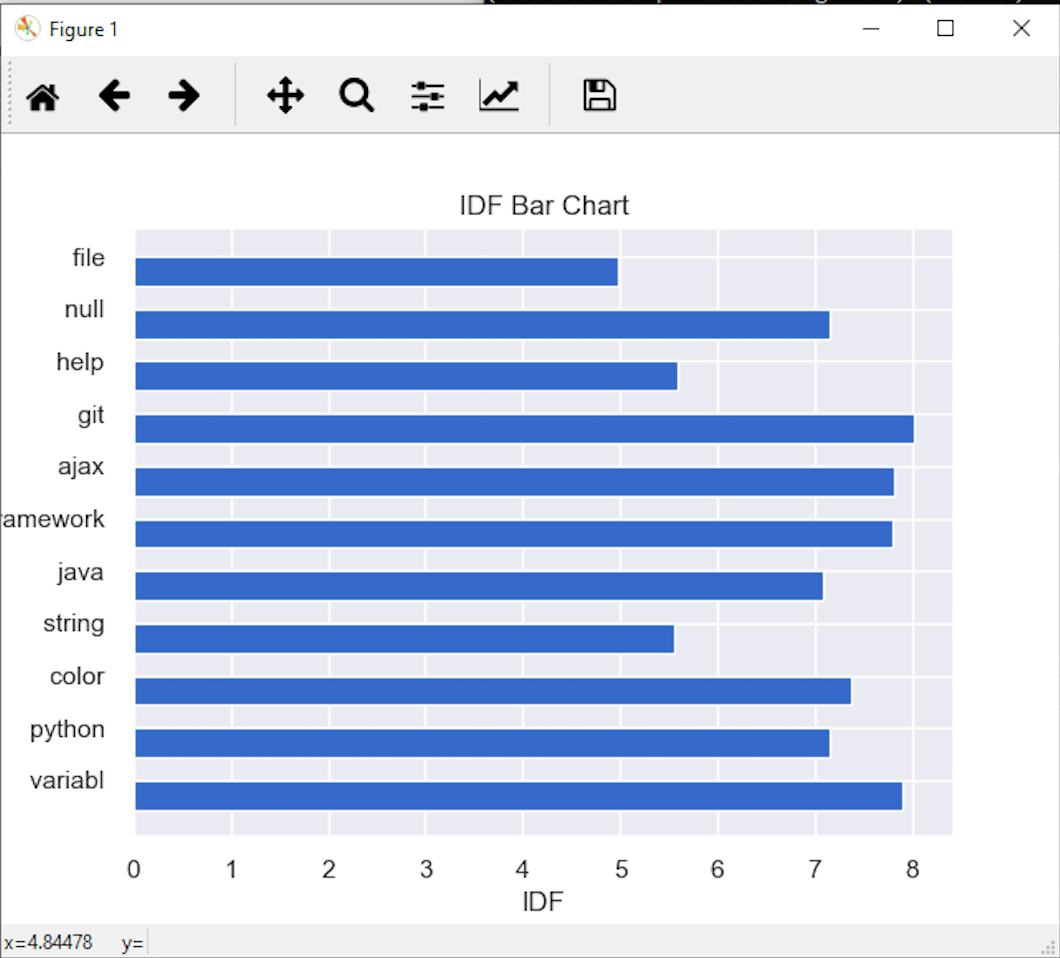 Figure 1
IDF Bar Chart
file
null
help
git
ajax
ramework
java
string
color
python
variabl
0 1 2 3 4 5 6 7 8
IDF
x=4.84478 y=